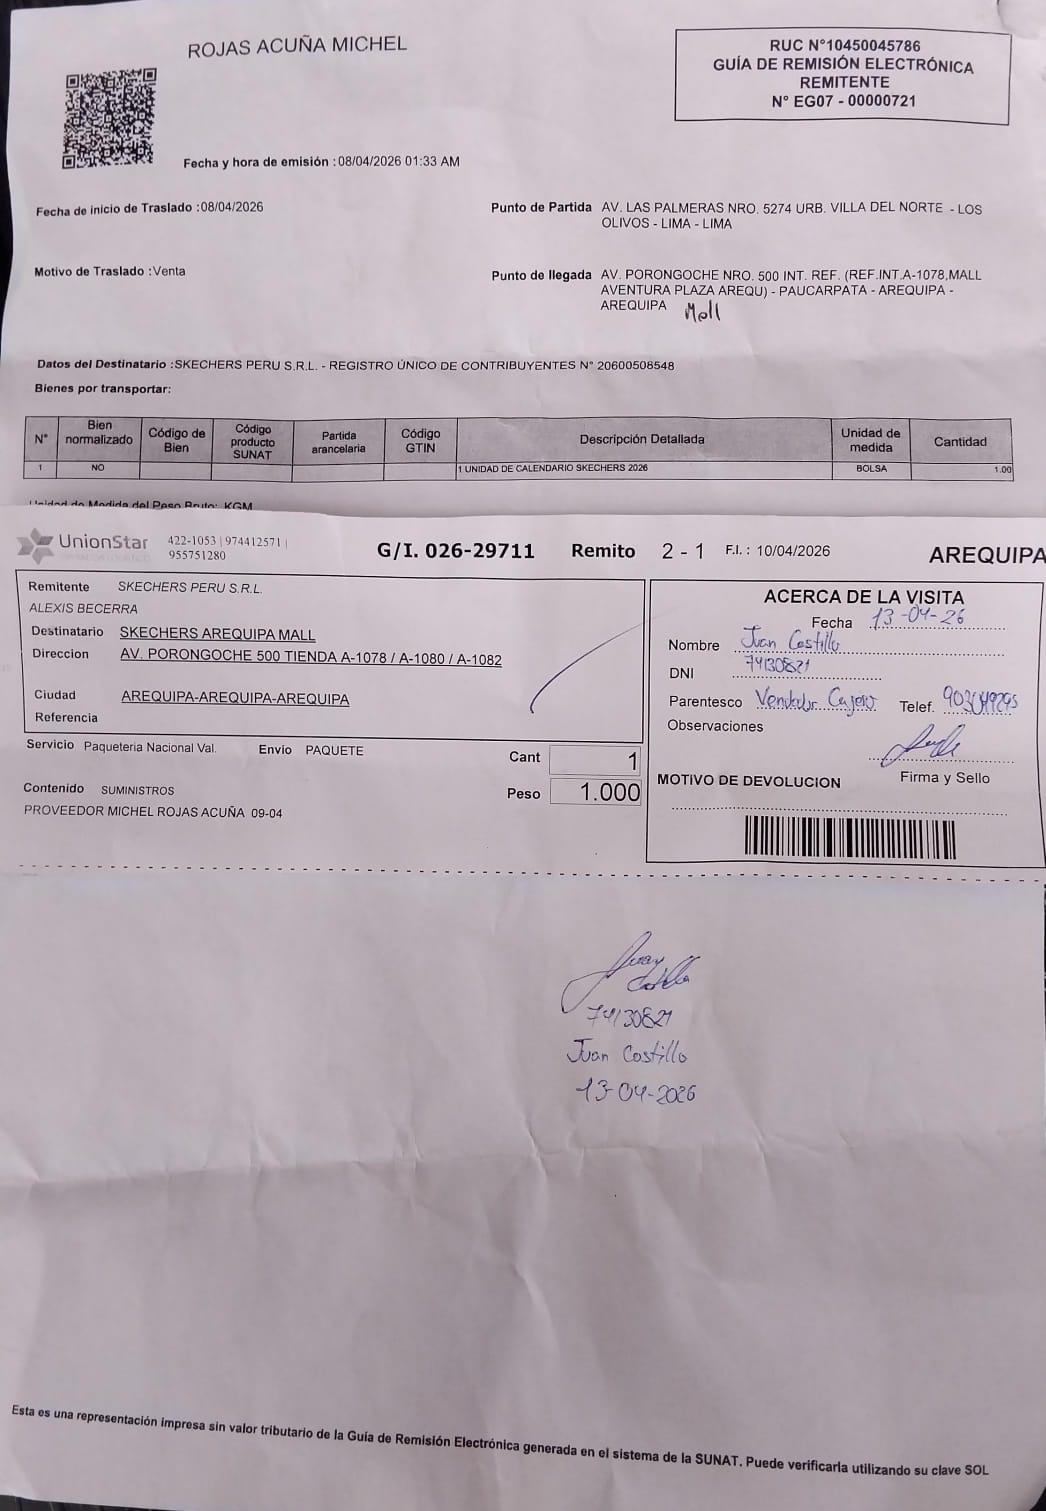 ROJAS ACUÑA MICHEL
RUC N°10450045786
GUÍA DE REMISIÓN ELECTRÓNICA
REMITENTE
N° EG07 - 00000721
Fecha y hora de emisión : 08/04/2026 01:33 AM
Fecha de inicio de Traslado : 08/04/2026
Punto de Partida AV. LAS PALMERAS NRO. 5274 URB. VILLA DEL NORTE - LOS
OLIVOS - LIMA - LIMA
Motivo de Traslado : Venta
Punto de llegada AV. PORONGOCHE NRO. 500 INT. REF. (REF.INT.A-1078,MALL
AVENTURA PLAZA AREQU) - PAUCARPATA - AREQUIPA -
AREQUIPA Mall
Datos del Destinatario : SKECHERS PERU S.R.L. - REGISTRO ÚNICO DE CONTRIBUYENTES N° 20600508548
Bienes por transportar:
N° Bien normalizado Código de Bien Código producto SUNAT Partida arancelaria Código GTIN Descripción Detallada Unidad de medida Cantidad
1 NO 1 UNIDAD DE CALENDARIO SKECHERS 2026 BOLSA 1.00
Unidad de Medida del Peso Bruto: KGM
UnionStar 422-1053 | 974412571 |
955751280
G/I. 026-29711 Remito 2 - 1 F.I. : 10/04/2026 AREQUIPA
Remitente SKECHERS PERU S.R.L.
ALEXIS BECERRA
Destinatario SKECHERS AREQUIPA MALL
Direccion AV. PORONGOCHE 500 TIENDA A-1078 / A-1080 / A-1082
Ciudad AREQUIPA-AREQUIPA-AREQUIPA
Referencia
Servicio Paqueteria Nacional Val. Envio PAQUETE
Cant 1
Contenido SUMINISTROS
Peso 1.000
PROVEEDOR MICHEL ROJAS ACUÑA 09-04
ACERCA DE LA VISITA
Fecha 13-04-26
Nombre Juan Costillo
DNI 74130821
Parentesco Vendedor Cajero Telef.
Observaciones
Firma y Sello
MOTIVO DE DEVOLUCION
74130821
Juan Costillo
13-04-2026
Esta es una representación impresa sin valor tributario de la Guía de Remisión Electrónica generada en el sistema de la SUNAT. Puede verificarla utilizando su clave SOL